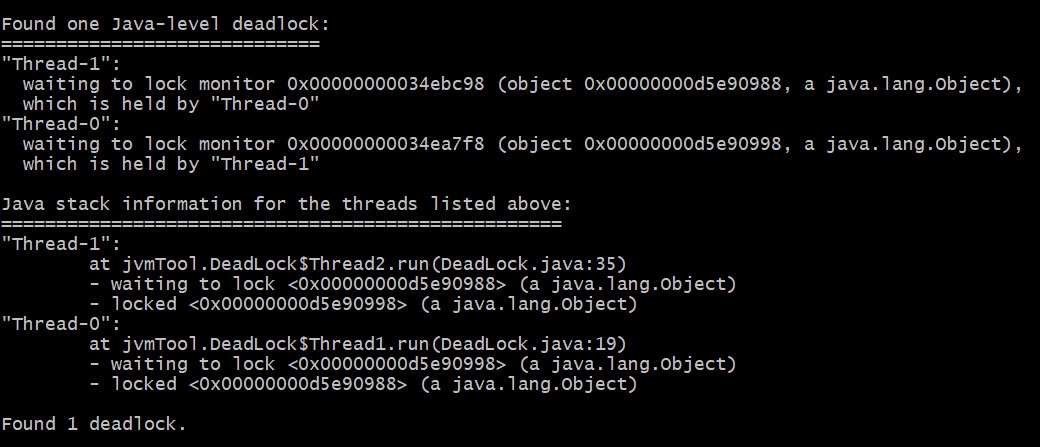 Found one Java-level deadlock:
=============================
"Thread-1":
  waiting to lock monitor 0x00000000034ebc98 (object 0x00000000d5e90988, a java.lang.Object),
  which is held by "Thread-0"
"Thread-0":
  waiting to lock monitor 0x00000000034ea7f8 (object 0x00000000d5e90998, a java.lang.Object),
  which is held by "Thread-1"
Java stack information for the threads listed above:
===================================================
"Thread-1":
        at jvmTool.DeadLock$Thread2.run(DeadLock.java:35)
        - waiting to lock <0x00000000d5e90988> (a java.lang.Object)
        - locked <0x00000000d5e90998> (a java.lang.Object)
"Thread-0":
        at jvmTool.DeadLock$Thread1.run(DeadLock.java:19)
        - waiting to lock <0x00000000d5e90998> (a java.lang.Object)
        - locked <0x00000000d5e90988> (a java.lang.Object)
Found 1 deadlock.